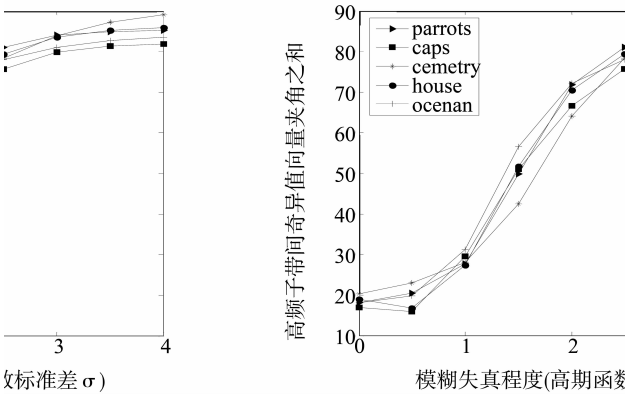 3
4
数标准差 σ )
高频子带间奇异值向量夹角之和
90
80
70
60
50
40
30
20
10
parrots
caps
cemetry
house
ocenan
0
1
2
模糊失真程度(高期函数